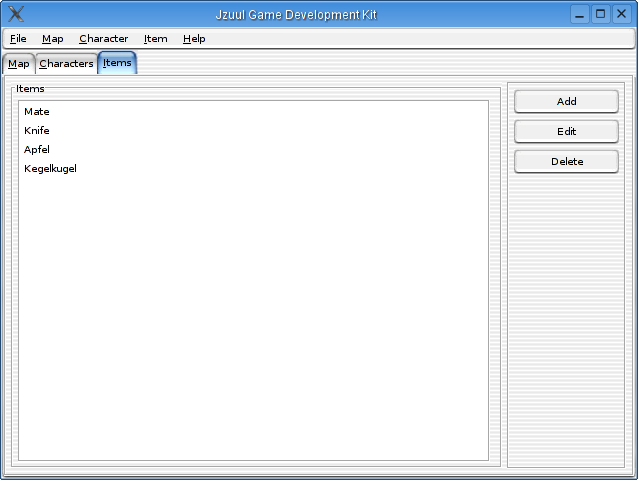 Jzuul Game Development Kit
File Map Character Item Help
Map Characters Items
Items
Mate
Knife
Apfel
Kegelkugel
Add
Edit
Delete